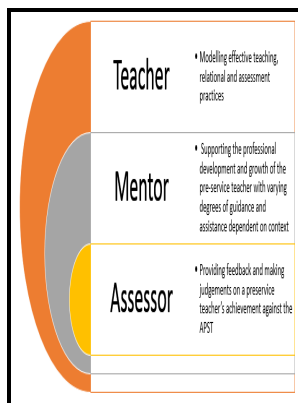 Teacher
• Modelling effective teaching,
relational and assessment
practices
Mentor
• Supporting the professional
development and growth of the
pre-service teacher with varying
degrees of guidance and
assistance dependent on context
Assessor
• Providing feedback and making
judgements on a preservice
teacher's achievement against the
APST